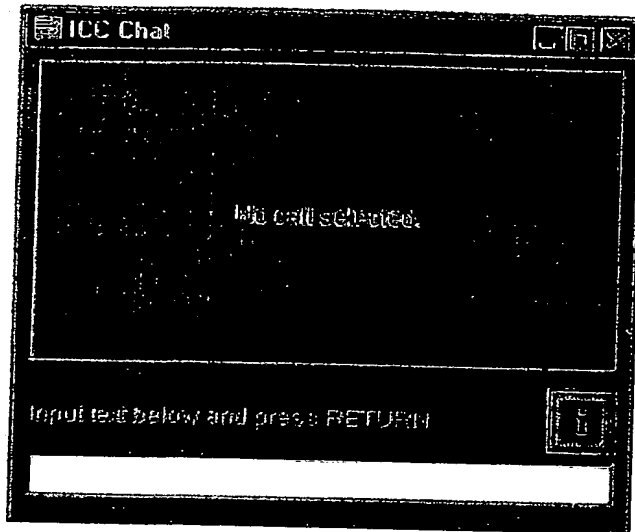 ICC Chat
No call selected.
Input text below and press RETURN
i